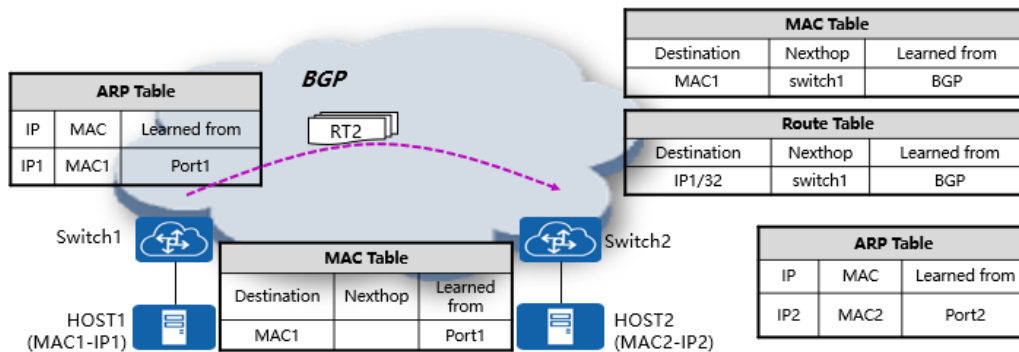 MAC Table
Destination Nexthop Learned from
MAC1 switch1 BGP
BGP
ARP Table
IP MAC Learned from
IP1 MAC1 Port1
RT2
Route Table
Destination Nexthop Learned from
IP1/32 switch1 BGP
Switch1
Switch2
MAC Table
Destination Nexthop Learned from
MAC1 Port1
ARP Table
IP MAC Learned from
IP2 MAC2 Port2
HOST1
(MAC1-IP1)
HOST2
(MAC2-IP2)